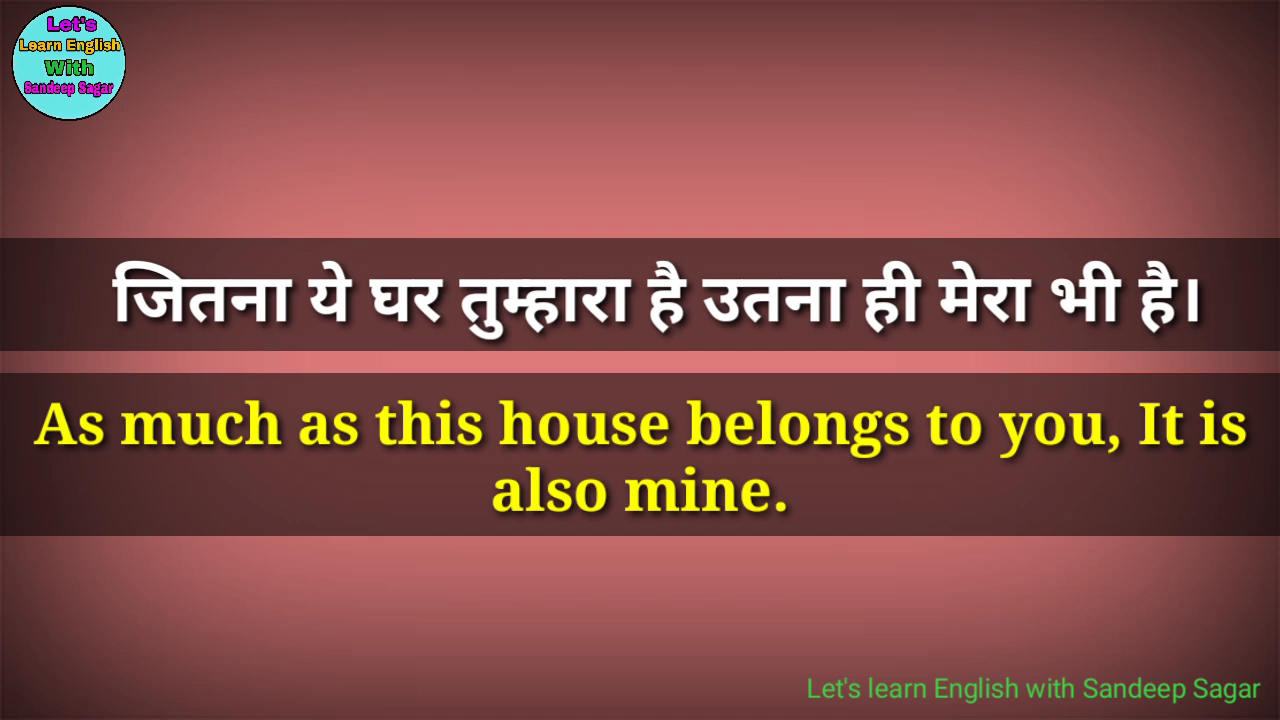 Let's
Learn English
With
Sandeep Sagar
जितना ये घर तुम्हारा है उतना ही मेरा भी है।
As much as this house belongs to you, It is
also mine.
Let's learn English with Sandeep Sagar